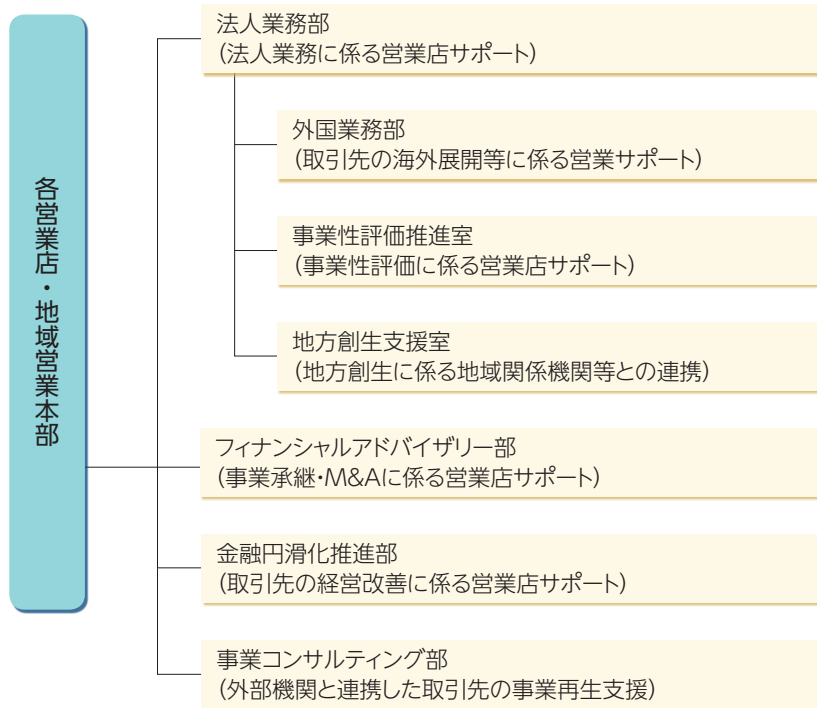 各営業店・地域営業本部
法人業務部
(法人業務に係る営業店サポート)
外国業務部
(取引先の海外展開等に係る営業サポート)
事業性評価推進室
(事業性評価に係る営業店サポート)
地方創生支援室
(地方創生に係る地域関係機関等との連携)
フィナンシャルアドバイザリー部
(事業承継・M&Aに係る営業店サポート)
金融円滑化推進部
(取引先の経営改善に係る営業店サポート)
事業コンサルティング部
(外部機関と連携した取引先の事業再生支援)